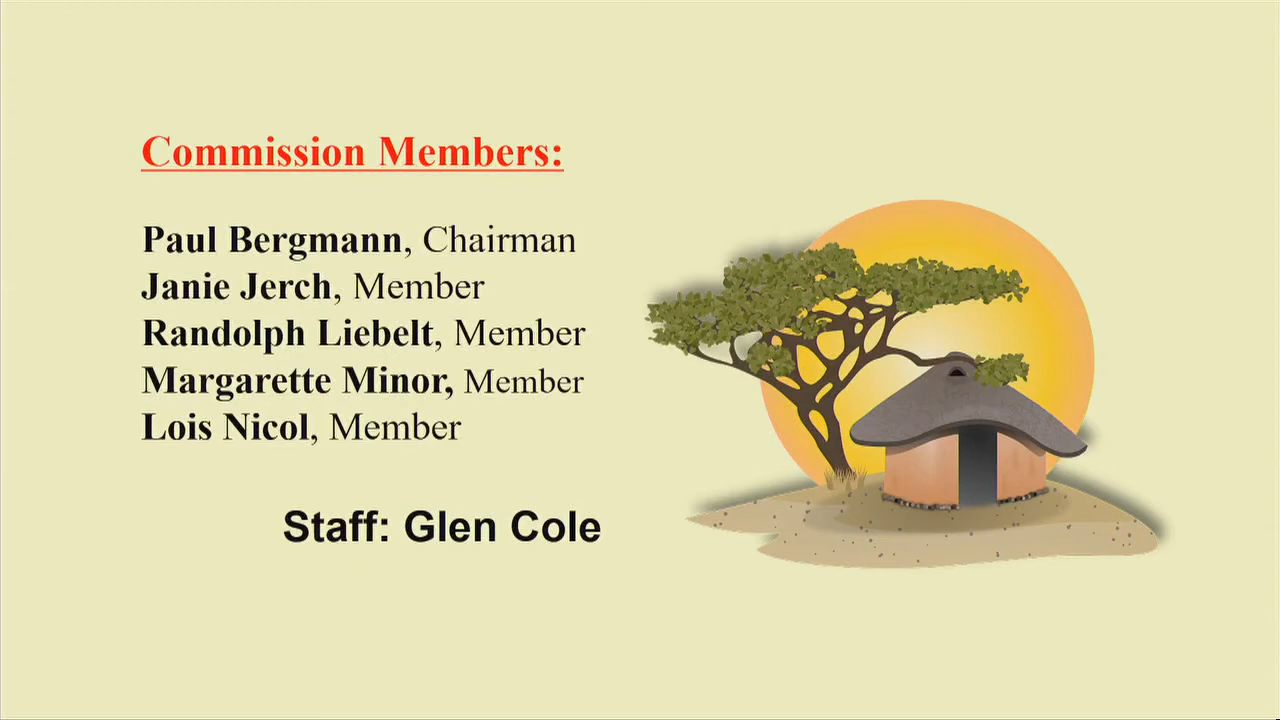 Commission Members:
Paul Bergmann, Chairman
Janie Jerch, Member
Randolph Liebelt, Member
Margarette Minor, Member
Lois Nicol, Member
Staff: Glen Cole